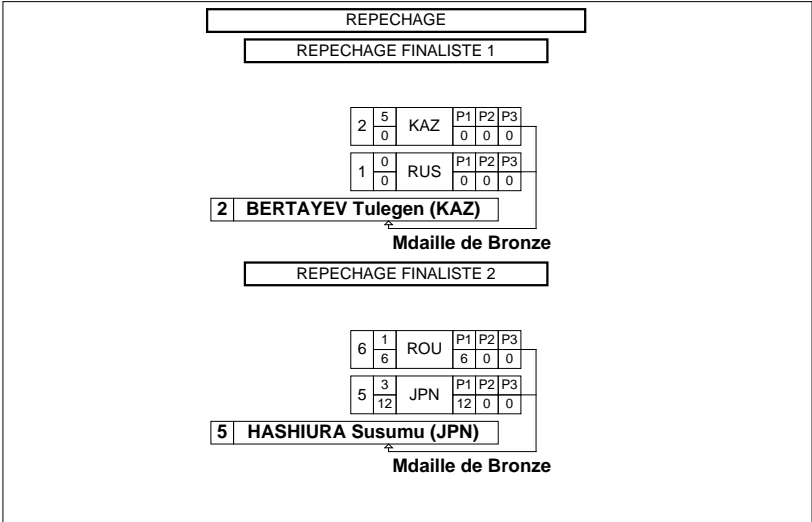 REPECHAGE
REPECHAGE FINALISTE 1
2 5 KAZ P1 P2 P3
0 0 0 0
1 0 RUS P1 P2 P3
0 0 0 0
2 BERTAYEV Tulegen (KAZ)
Mdaille de Bronze
REPECHAGE FINALISTE 2
6 1 ROU P1 P2 P3
6 6 0 0
5 3 JPN P1 P2 P3
12 12 0 0
5 HASHIURA Susumu (JPN)
Mdaille de Bronze